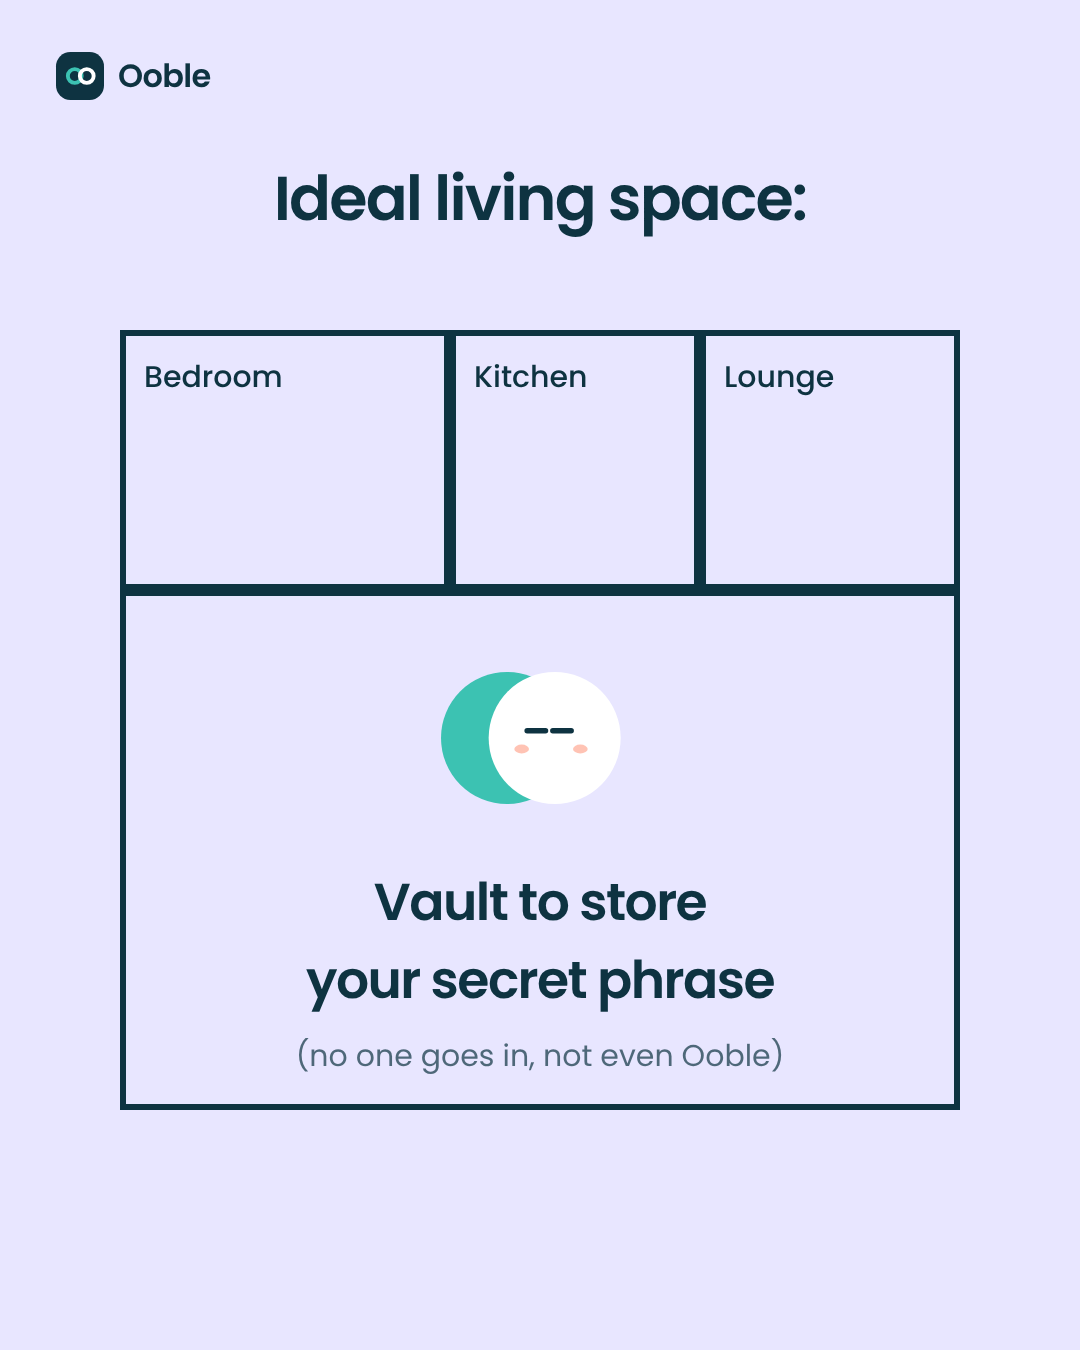 Ooble
Ideal living space:
Bedroom
Kitchen
Lounge
Vault to store
your secret phrase
(no one goes in, not even Ooble)